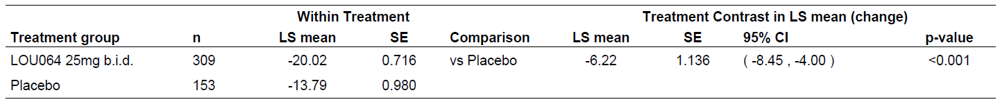 Within Treatment Treatment Contrast in LS mean (change)
Treatment group n LS mean SE Comparison LS mean SE 95% CI p-value
LOU064 25mg b.i.d. 309 -20.02 0.716 vs Placebo -6.22 1.136 ( -8.45 , -4.00 ) <0.001
Placebo 153 -13.79 0.980